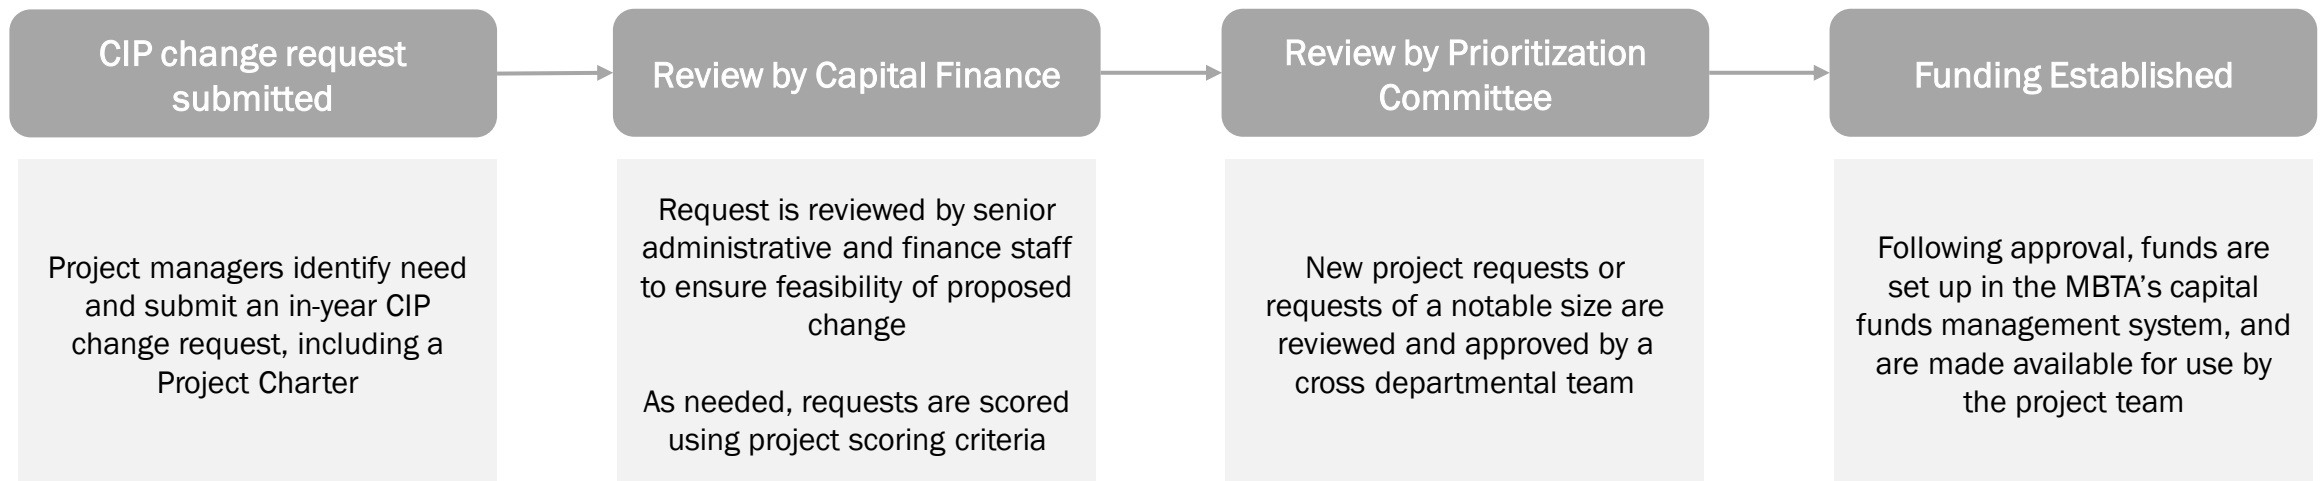 CIP change request
submitted
Review by Capital Finance
Review by Prioritization
Committee
Funding Established
Project managers identify need
and submit an in-year CIP
change request, including a
Project Charter
Request is reviewed by senior
administrative and finance staff
to ensure feasibility of proposed
change
As needed, requests are scored
using project scoring criteria
New project requests or
requests of a notable size are
reviewed and approved by a
cross departmental team
Following approval, funds are
set up in the MBTA’s capital
funds management system, and
are made available for use by
the project team